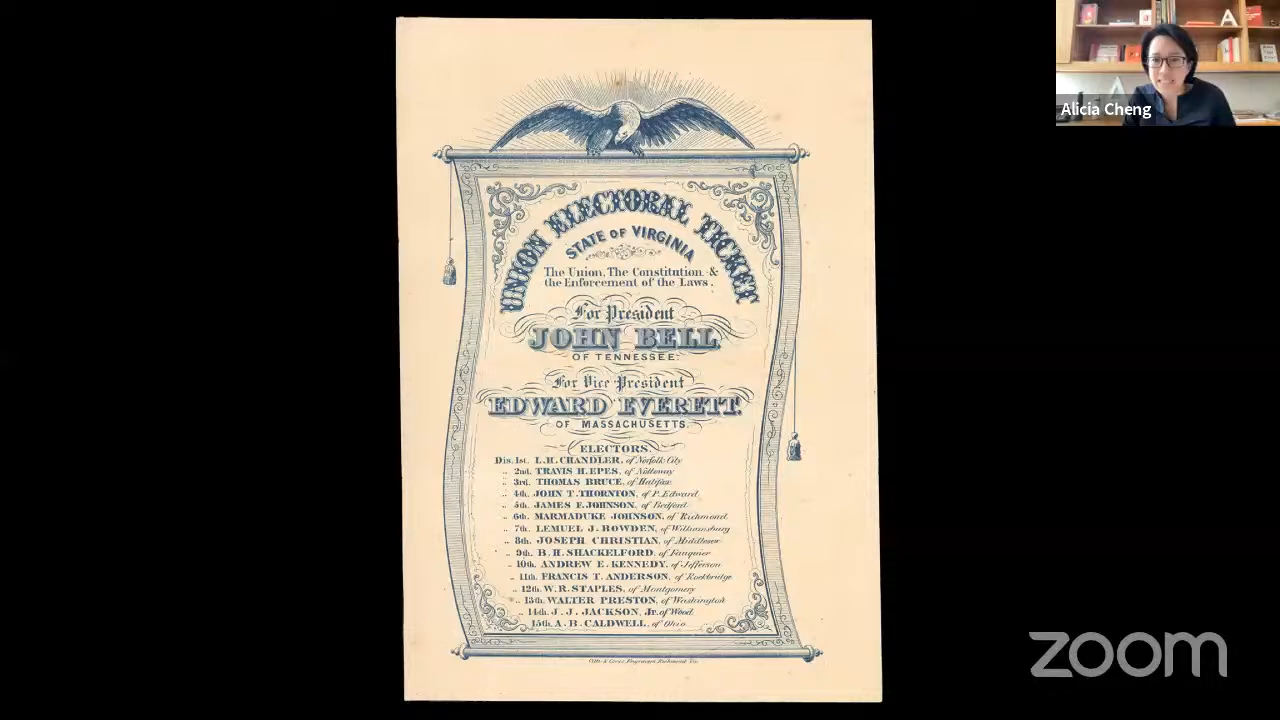 UNION ELECTORAL TICKET
STATE OF VIRGINIA
The Union, The Constitution &
the Enforcement of the Laws.
For President
JOHN BELL
OF TENNESSEE.
For Vice President
EDWARD EVERETT.
OF MASSACHUSETTS.
ELECTORS.
Dis. 1st. L.H. CHANDLER, of Norfolk City
„ 2nd. TRAVIS H. EPES, of Nottoway
„ 3rd. THOMAS BRUCE, of Halifax
„ 4th. JOHN T. THORNTON, of P. Edward
„ 5th. JAMES F. JOHNSON, of Bedford
„ 6th. MARMADUKE JOHNSON, of Richmond
„ 7th. LEMUEL J. BOWDEN, of Williamsburg
„ 8th. JOSEPH CHRISTIAN, of Middlesex
„ 9th. B. H. SHACKELFORD, of Fauquier
„ 10th. ANDREW E. KENNEDY, of Jefferson
„ 11th. FRANCIS T. ANDERSON, of Rockbridge
„ 12th. W. R. STAPLES, of Montgomery
„ 13th. WALTER PRESTON, of Washington
„ 14th. J. J. JACKSON, Jr. of Wood
15th. A. B. CALDWELL, of Ohio
Engravers Richmond Va.
A
Alicia Cheng
zoom